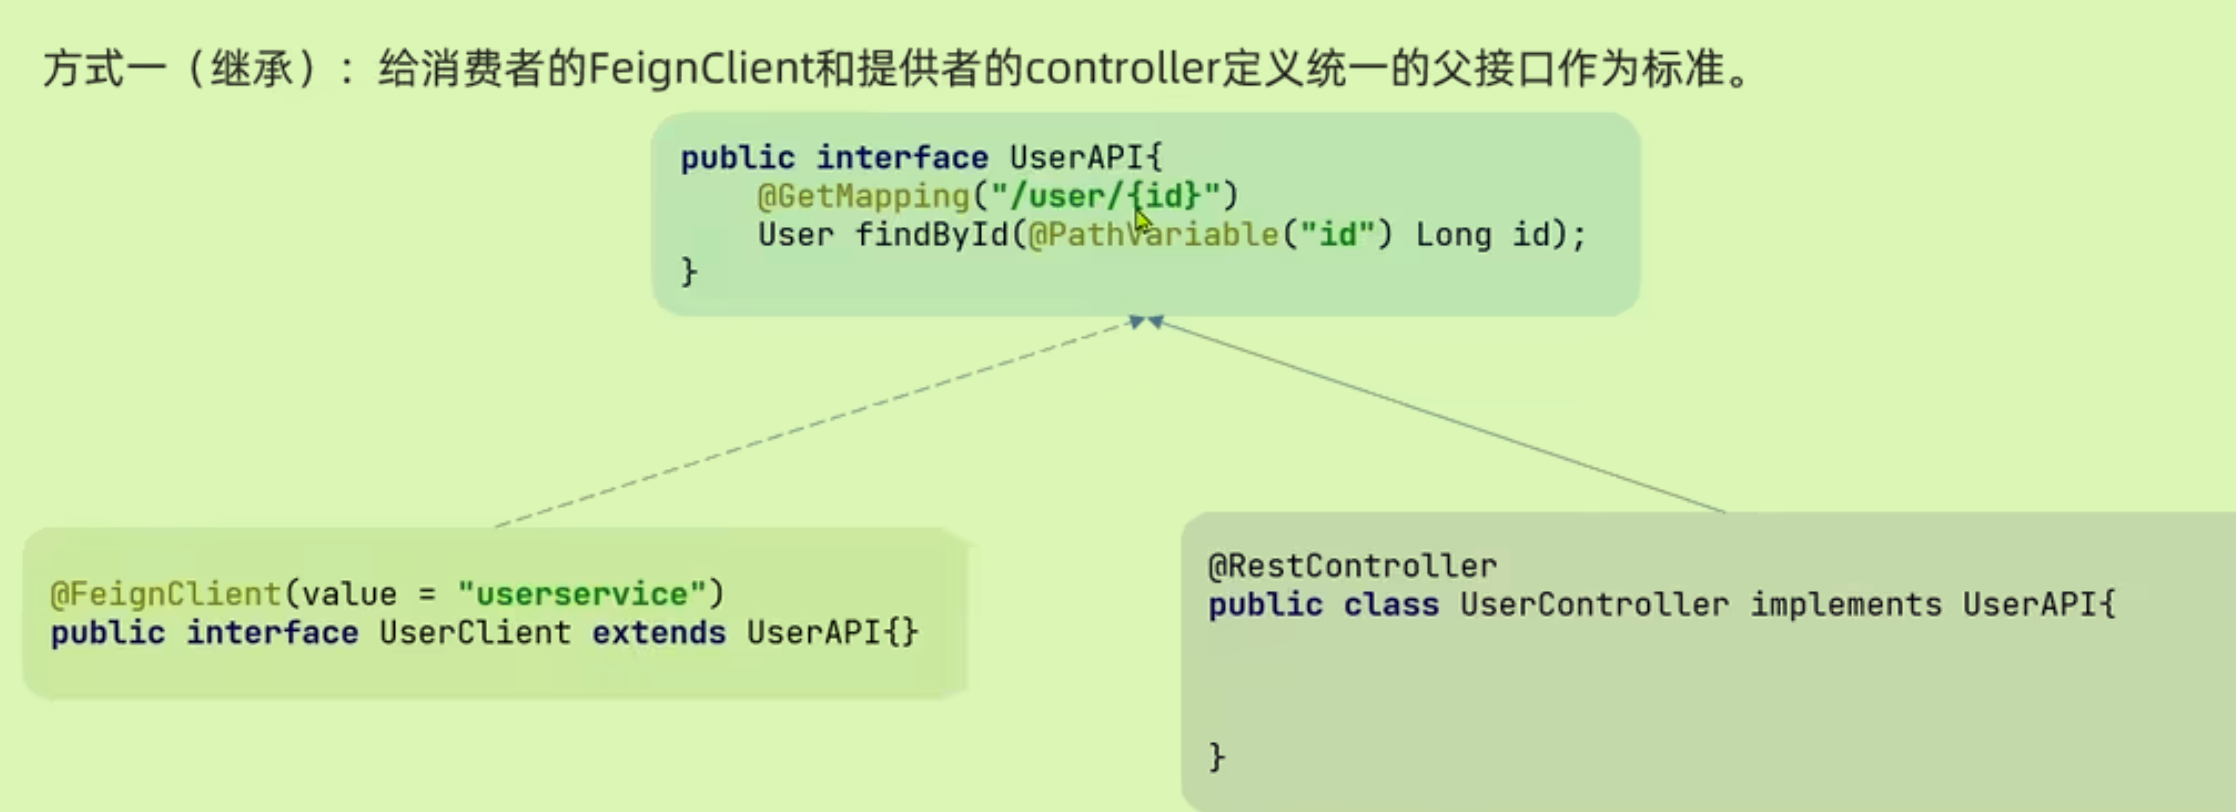 方式一（继承）：给消费者的FeignClient和提供者的controller定义统一的父接口作为标准。
public interface UserAPI{
    @GetMapping("/user/{id}")
    User findById(@PathVariable("id") Long id);
}
@FeignClient(value = "userservice")
public interface UserClient extends UserAPI{}
@RestController
public class UserController implements UserAPI{
}